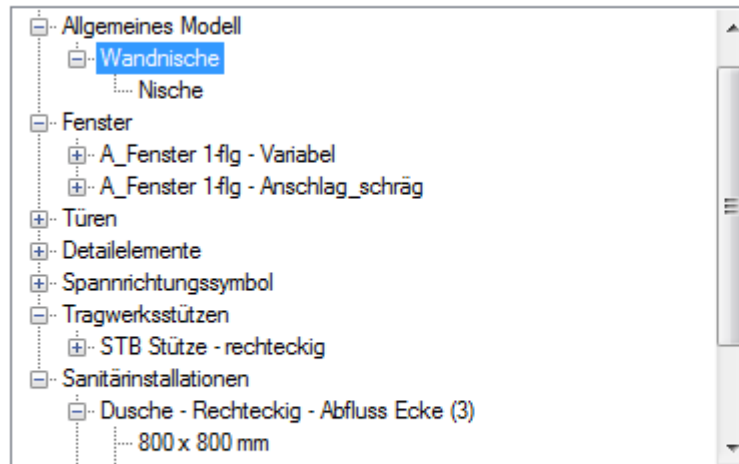 Allgemeines Modell
Wandnische
Nische
Fenster
A_Fenster 1-flg - Variabel
A_Fenster 1-flg - Anschlag_schräg
Türen
Detailelemente
Spannrichtungssymbol
Tragwerksstützen
STB Stütze - rechteckig
Sanitärinstallationen
Dusche - Rechteckig - Abfluss Ecke (3)
800 x 800 mm